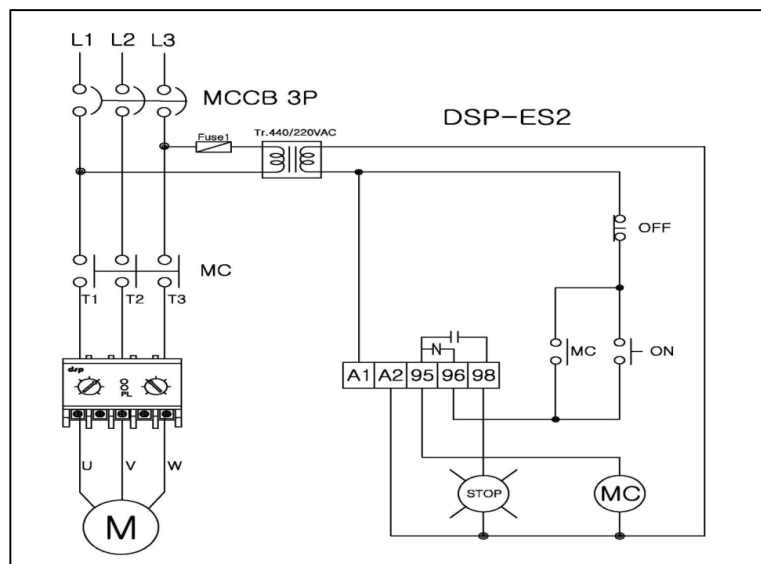 L1 L2 L3
MCCB 3P
DSP-ES2
Fuse1
Tr.440/220VAC
OFF
MC
T1 T2 T3
MC
ON
N
A1 A2 95 96 98
dsp
PL
U V W
STOP
MC
M